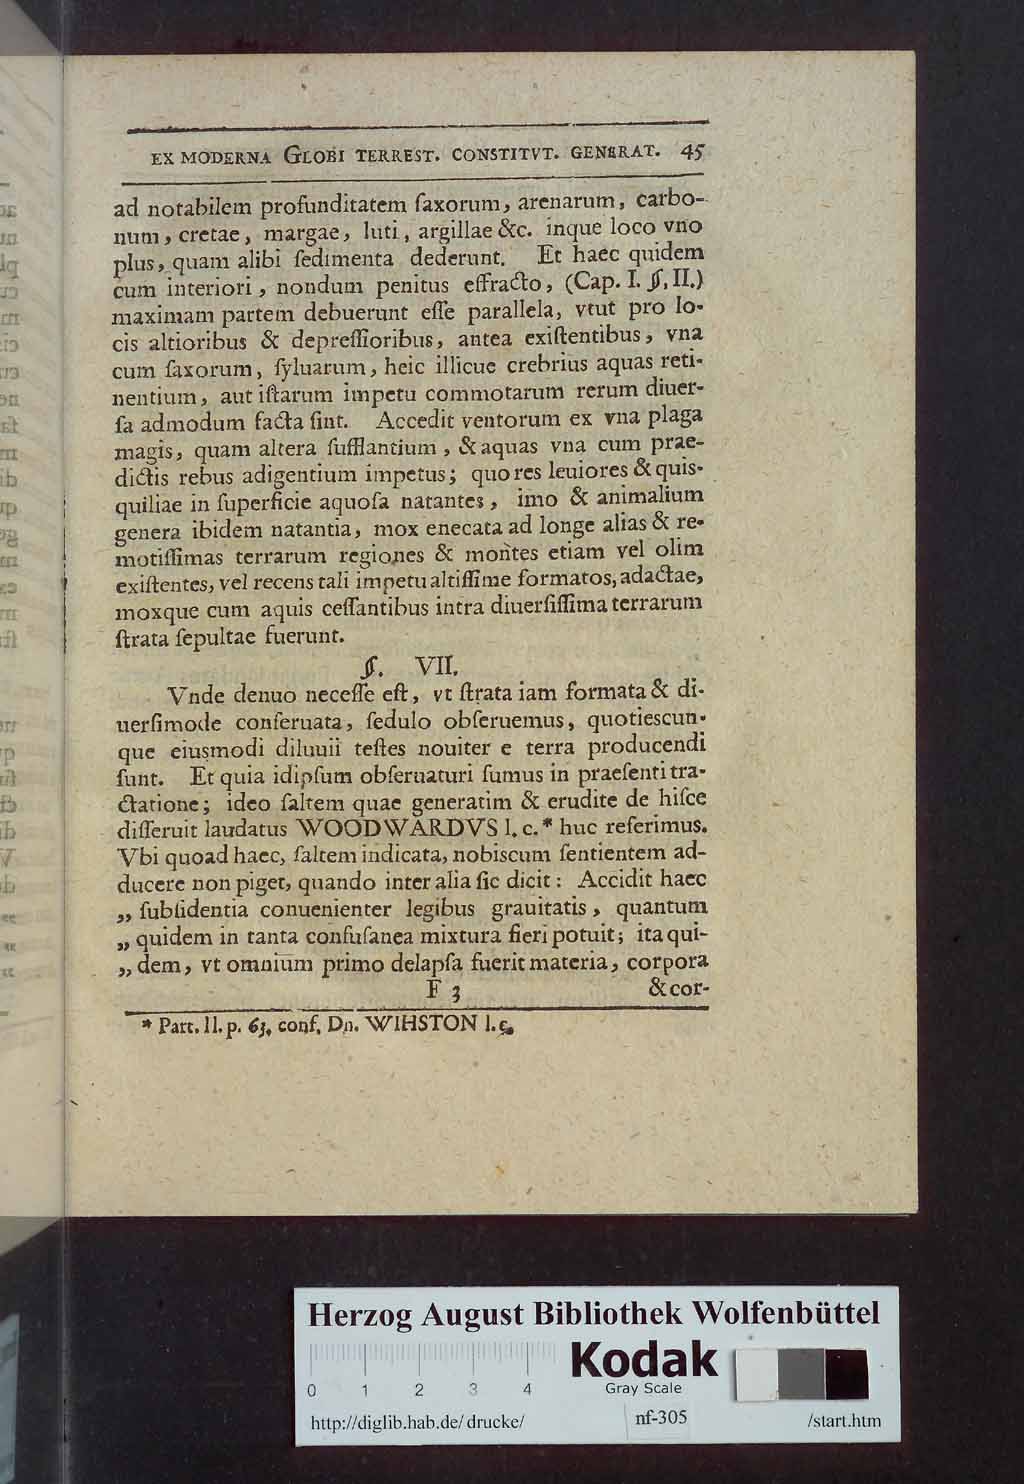 EX MODERNA GLOBI TERREST. CONSTITVT. GENERAT. 45
ad notabilem profunditatem ſaxorum, arenarum, carbo-
num, cretae, margae, luti, argillae &c. inque loco vno
plus, quam alibi ſedimenta dederunt. Et haec quidem
cum interiori, nondum penitus effracto, (Cap. I. §. II.)
maximam partem debuerunt eſſe parallela, vtut pro lo-
cis altioribus & depreſſioribus, antea exiſtentibus, vna
cum ſaxorum, ſyluarum, heic illicue crebrius aquas reti-
nentium, aut iſtarum impetu commotarum rerum diuer-
ſa admodum facta ſint. Accedit ventorum ex vna plaga
magis, quam altera ſufflantium, & aquas vna cum prae-
dictis rebus adigentium impetus; quo res leuiores & quis-
quiliae in ſuperficie aquoſa natantes, imo & animalium
genera ibidem natantia, mox enecata ad longe alias & re-
motiſſimas terrarum regiones & montes etiam vel olim
exiſtentes, vel recens tali impetu altiſſime formatos, adactae,
moxque cum aquis ceſſantibus intra diuerſiſſima terrarum
ſtrata ſepultae fuerunt.
§. VII.
Vnde denuo neceſſe eſt, vt ſtrata iam formata & di-
uerſimode conſeruata, ſedulo obſeruemus, quotiescun-
que eiusmodi diluuii teſtes nouiter e terra producendi
ſunt. Et quia idipſum obſeruaturi ſumus in praeſenti tra-
ctatione; ideo ſaltem quae generatim & erudite de hiſce
differuit laudatus WOODWARDVS l. c.* huc referimus.
Vbi quoad haec, ſaltem indicata, nobiscum ſentientem ad-
ducere non piget, quando inter alia ſic dicit: Accidit haec
„ ſubſidentia conuenienter legibus grauitatis, quantum
„ quidem in tanta confuſanea mixtura fieri potuit; ita qui-
„ dem, vt omnium primo delapſa fuerit materia, corpora
F 3 & cor-
* Part. II. p. 63. conf. Dn. WIHSTON l. c.
Herzog August Bibliothek Wolfenbüttel
Kodak
Gray Scale
0 1 2 3 4
http://diglib.hab.de/drucke/ nf-305 /start.htm